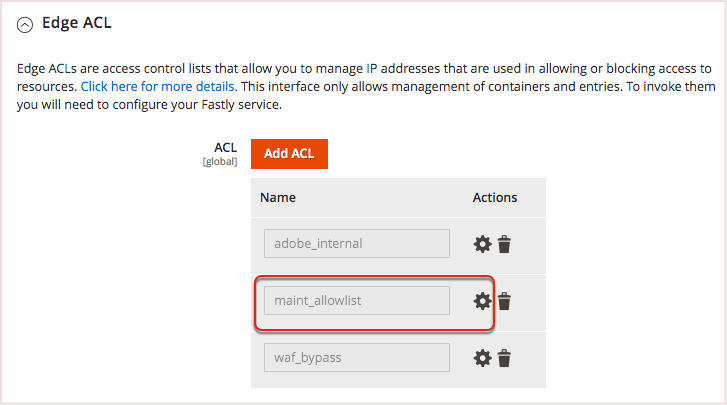 Edge ACL
Edge ACLs are access control lists that allow you to manage IP addresses that are used in allowing or blocking access to
resources. Click here for more details. This interface only allows management of containers and entries. To invoke them
you will need to configure your Fastly service.
ACL
[global]
Add ACL
Name Actions
adobe_internal
maint_allowlist
waf_bypass